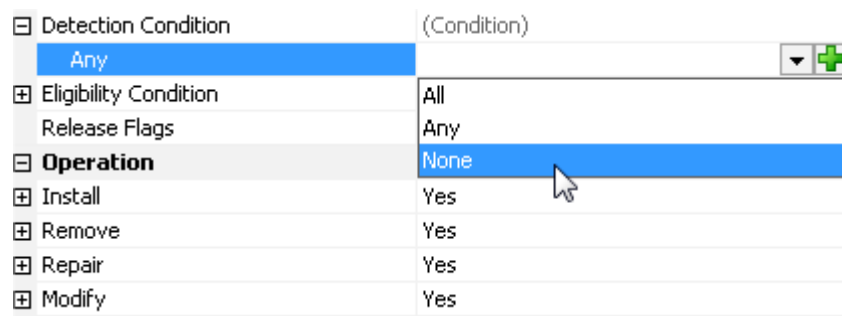 Detection Condition (Condition)
Any
Eligibility Condition All
Release Flags Any
Operation None
Install Yes
Remove Yes
Repair Yes
Modify Yes